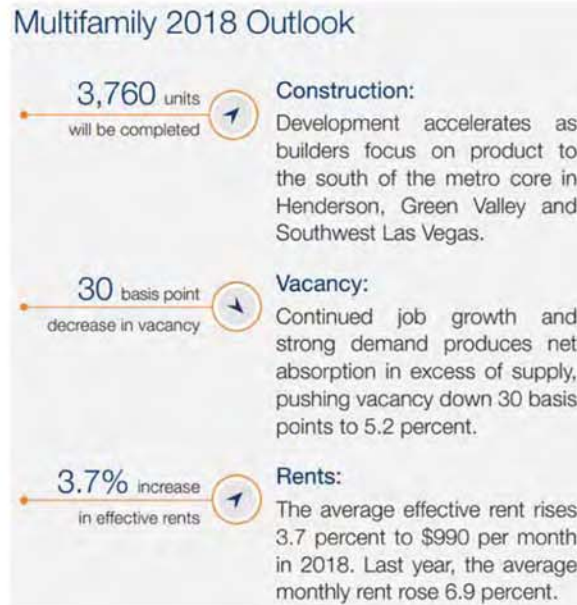 Multifamily 2018 Outlook
3,760 units
will be completed
Construction:
Development accelerates as
builders focus on product to
the south of the metro core in
Henderson, Green Valley and
Southwest Las Vegas.
30 basis point
decrease in vacancy
Vacancy:
Continued job growth and
strong demand produces net
absorption in excess of supply,
pushing vacancy down 30 basis
points to 5.2 percent.
3.7% increase
in effective rents
Rents:
The average effective rent rises
3.7 percent to $990 per month
in 2018. Last year, the average
monthly rent rose 6.9 percent.